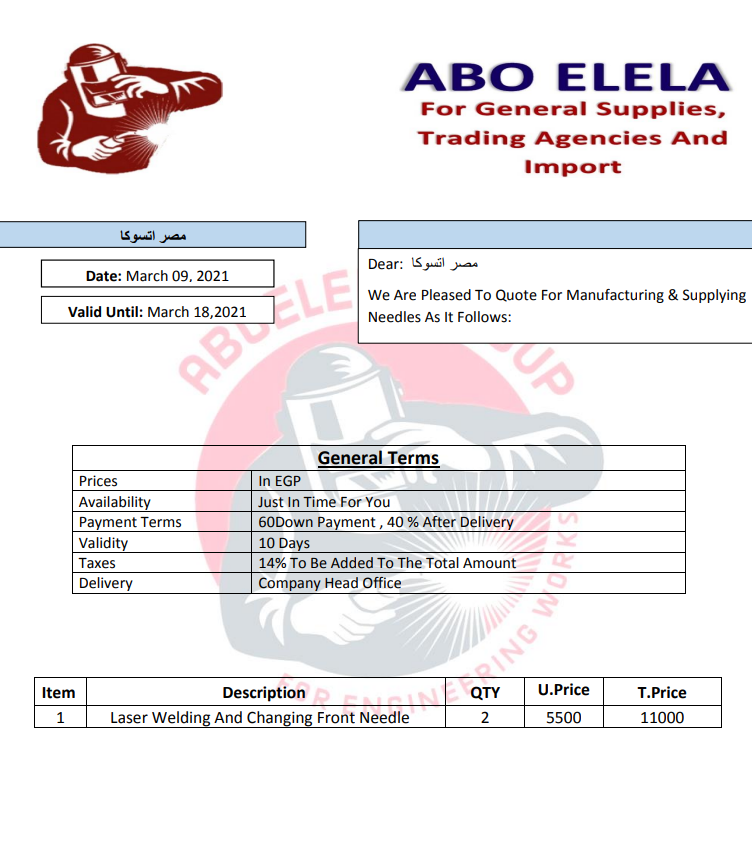 ABO ELELA
For General Supplies,
Trading Agencies And
Import
مصر اتسوكا
Date: March 09, 2021
Valid Until: March 18,2021
Dear: مصر اتسوكا
We Are Pleased To Quote For Manufacturing & Supplying
Needles As It Follows:
General Terms
Prices In EGP
Availability Just In Time For You
Payment Terms 60Down Payment , 40 % After Delivery
Validity 10 Days
Taxes 14% To Be Added To The Total Amount
Delivery Company Head Office
Item Description QTY U.Price T.Price
1 Laser Welding And Changing Front Needle 2 5500 11000
FOR ENGINEERING WORKS